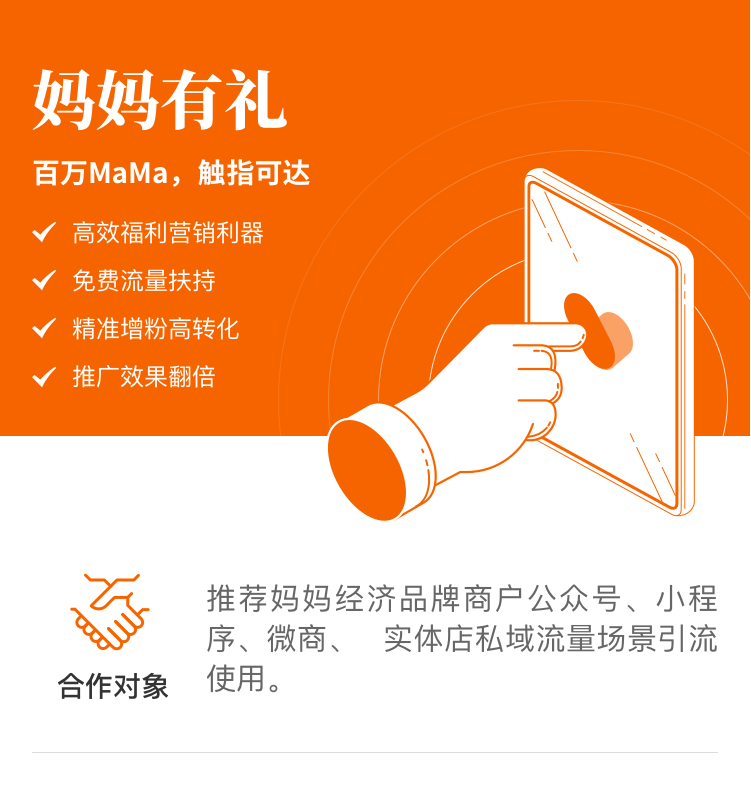 妈妈有礼
百万MaMa，触指可达
高效福利营销利器
免费流量扶持
精准增粉高转化
推广效果翻倍
推荐妈妈经济品牌商户公众号、小程
序、微商、 实体店私域流量场景引流
使用。
合作对象